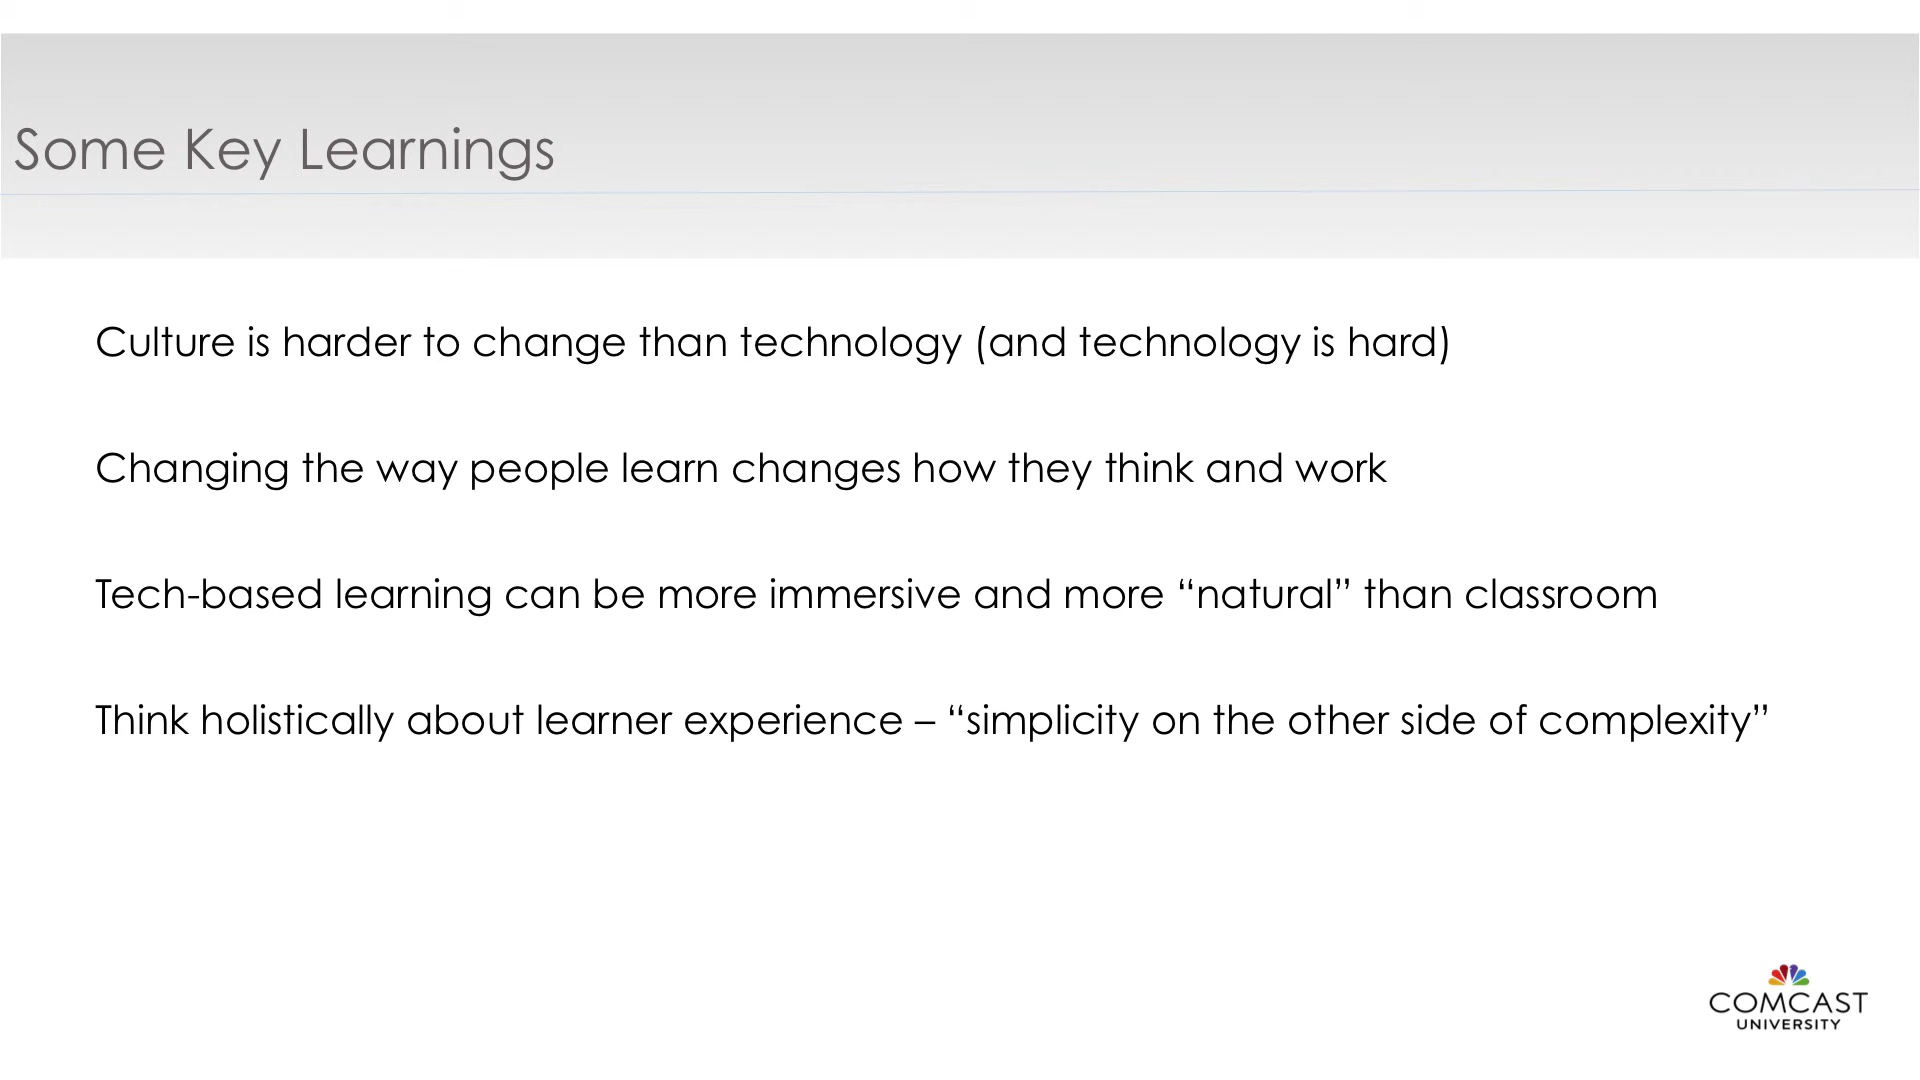 Some Key Learnings
Culture is harder to change than technology (and technology is hard)
Changing the way people learn changes how they think and work
Tech-based learning can be more immersive and more “natural” than classroom
Think holistically about learner experience – “simplicity on the other side of complexity”
COMCAST
UNIVERSITY